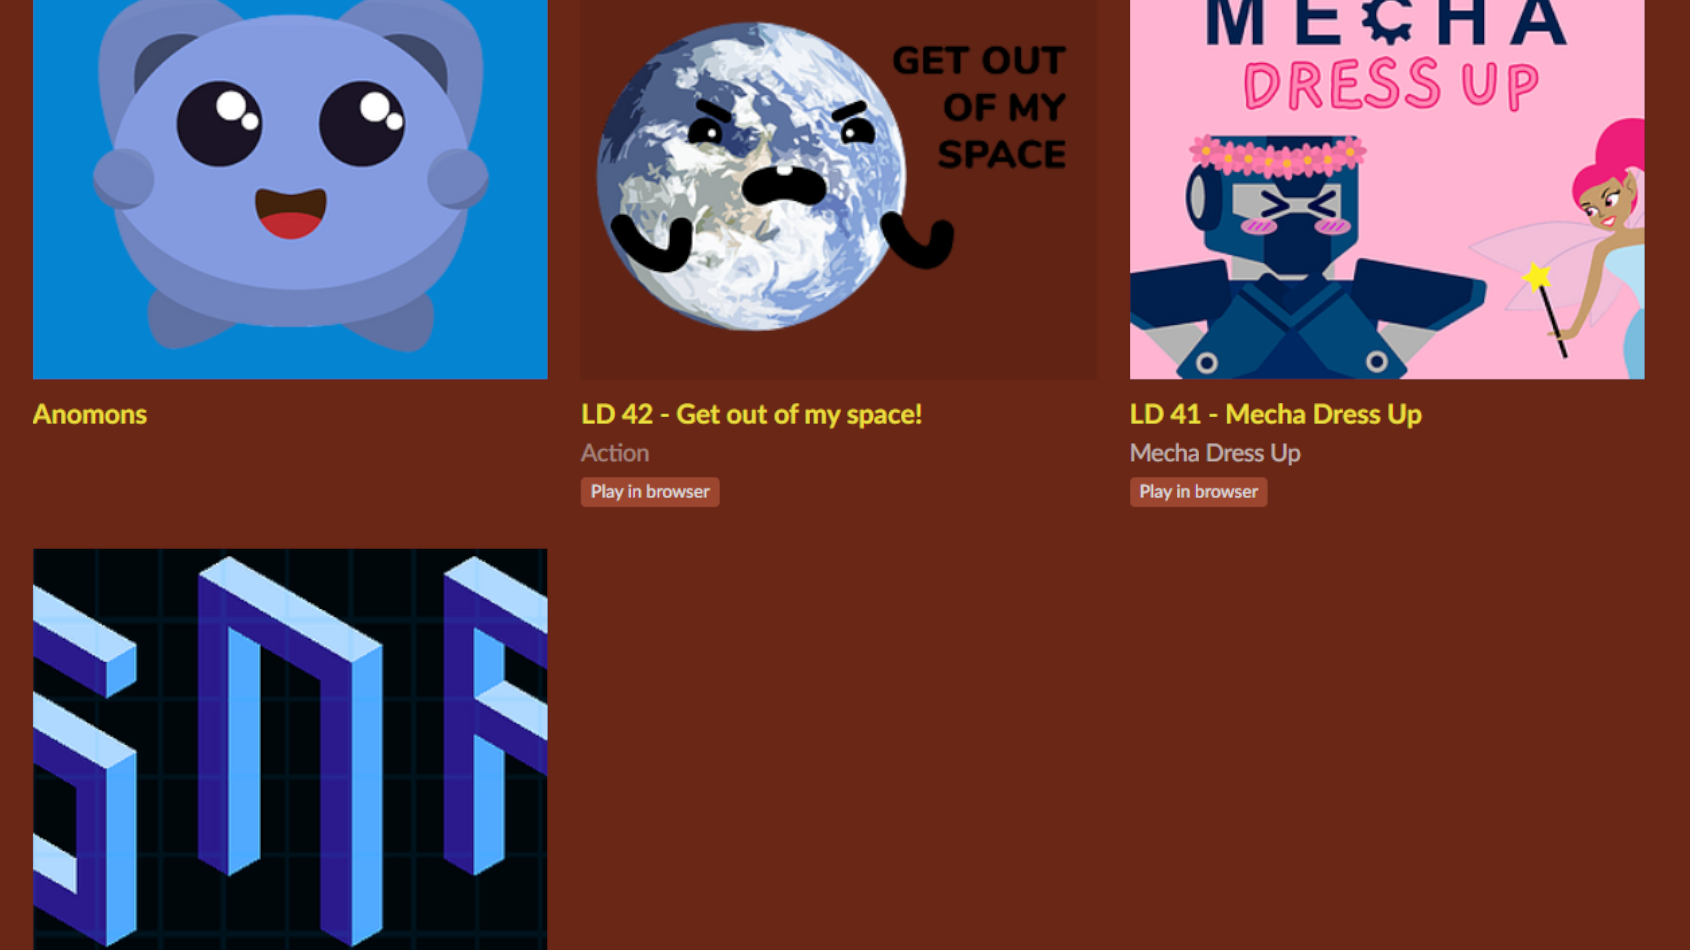 GET OUT
OF MY
SPACE
MECHA
DRESS UP
Anomons
LD 42 - Get out of my space!
Action
Play in browser
LD 41 - Mecha Dress Up
Mecha Dress Up
Play in browser